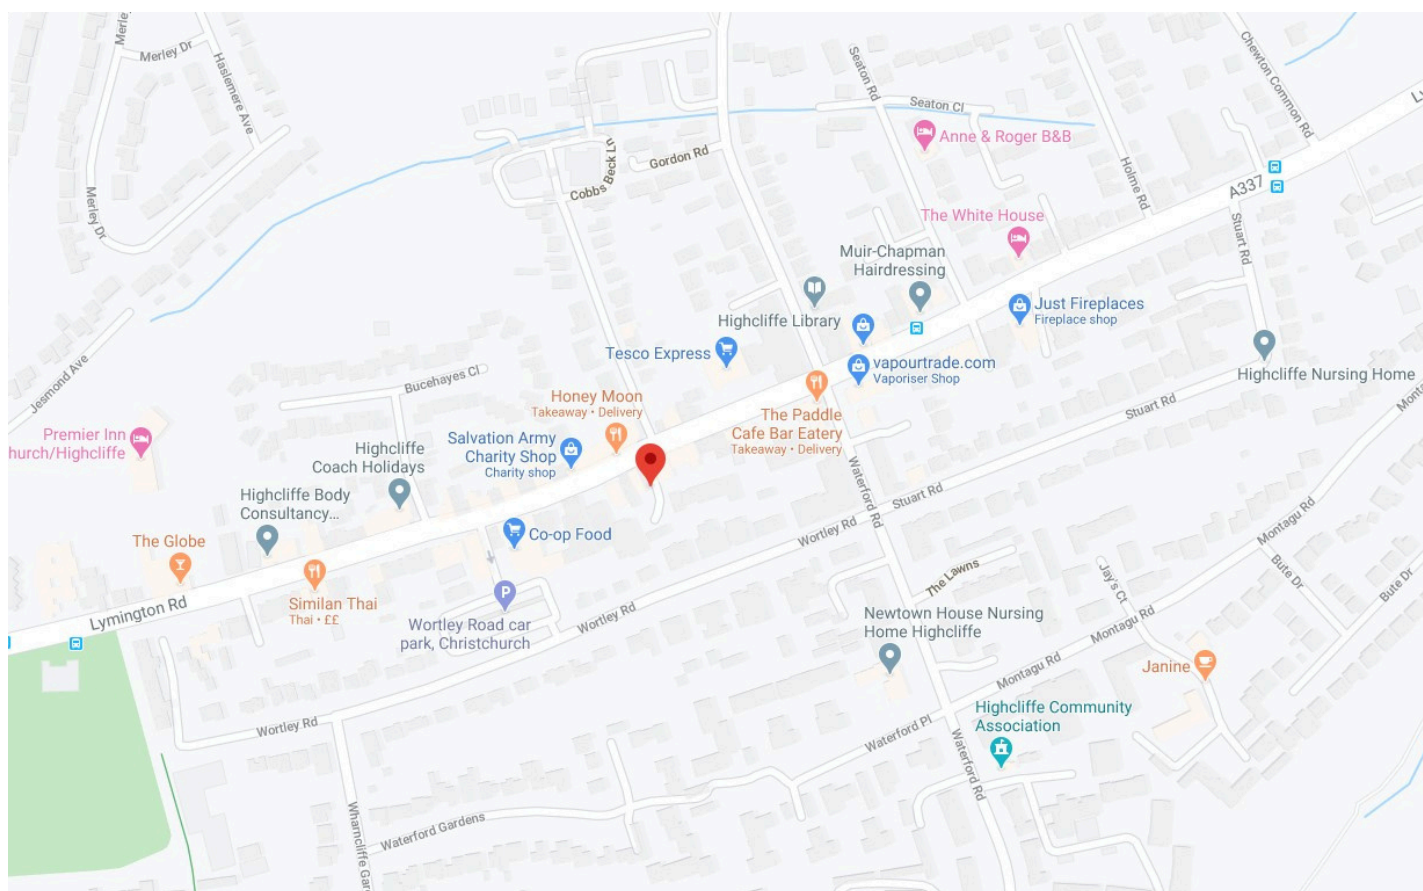 Merley
Merley Dr
Haslemere Ave
Merley Dr
Jesmond Ave
Cobbs Beck Ln
Gordon Rd
Seaton Rd
Seaton Cl
Anne & Roger B&B
Chewton Common Rd
Holme Rd
A337
The White House
Stuart Rd
Muir-Chapman
Hairdressing
Highcliffe Library
Just Fireplaces
Fireplace shop
Tesco Express
vapourtrade.com
Vaporiser Shop
Highcliffe Nursing Home
Bucehayes Cl
Honey Moon
Takeaway • Delivery
The Paddle
Cafe Bar Eatery
Takeaway • Delivery
Stuart Rd
Premier Inn
church/Highcliffe
Highcliffe
Coach Holidays
Salvation Army
Charity Shop
Charity shop
Highcliffe Body
Consultancy...
Waterford Rd
Stuart Rd
Wortley Rd
Co-op Food
The Globe
Similan Thai
Thai • ££
Lymington Rd
P
Wortley Road car
park, Christchurch
Wortley Rd
The Lawns
Jay's Ct
Montagu Rd
Bute Dr
Bute Dr
Newtown House Nursing
Home Highcliffe
Montagu Rd
Montagu Rd
Janine
Highcliffe Community
Association
Wortley Rd
Waterford Pl
Waterford Rd
Waterford Gardens